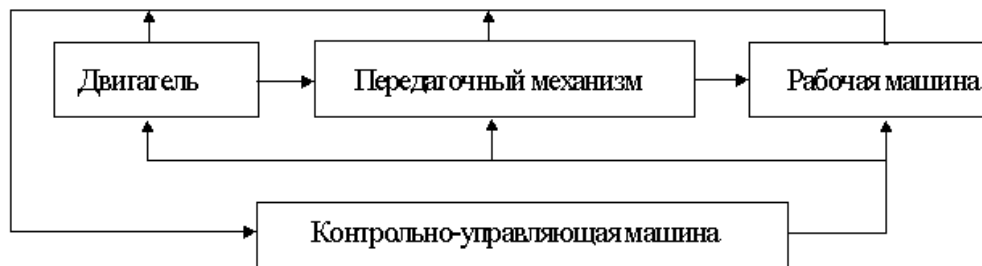 Двигатель
Передаточный механизм
Рабочая машина
Контрольно-управляющая машина